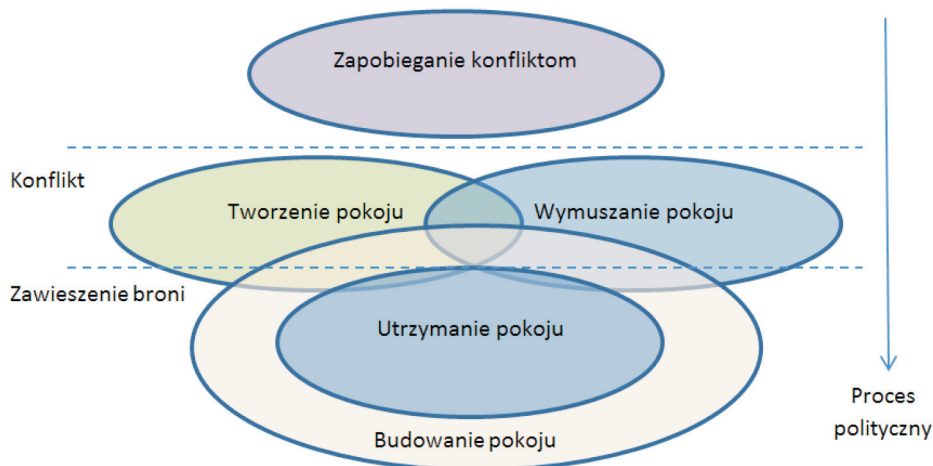 Zapobieganie konfliktom
Konflikt
Tworzenie pokoju
Wymuszanie pokoju
Zawieszenie broni
Utrzymanie pokoju
Budowanie pokoju
Proces
polityczny